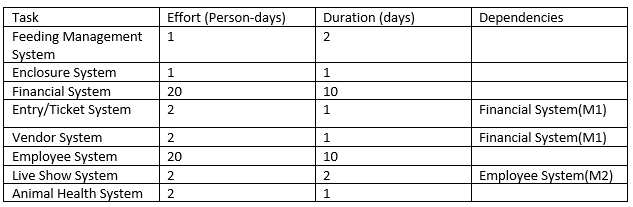 Task Effort (Person-days) Duration (days) Dependencies
Feeding Management System 1 2
Enclosure System 1 1
Financial System 20 10
Entry/Ticket System 2 1 Financial System(M1)
Vendor System 2 1 Financial System(M1)
Employee System 20 10
Live Show System 2 2 Employee System(M2)
Animal Health System 2 1